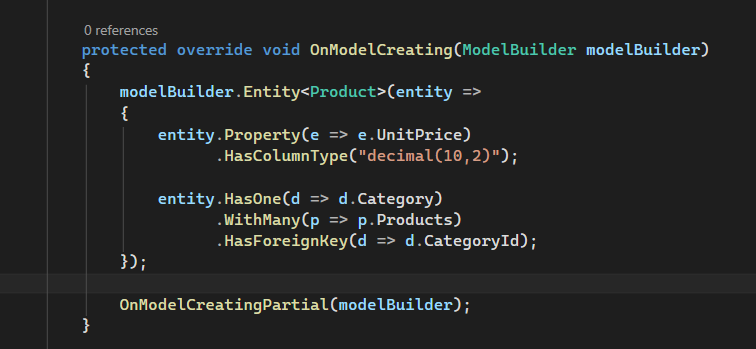 0 references
protected override void OnModelCreating(ModelBuilder modelBuilder)
{
    modelBuilder.Entity<Product>(entity =>
    {
        entity.Property(e => e.UnitPrice)
              .HasColumnType("decimal(10,2)");

        entity.HasOne(d => d.Category)
              .WithMany(p => p.Products)
              .HasForeignKey(d => d.CategoryId);
    });

    OnModelCreatingPartial(modelBuilder);
}